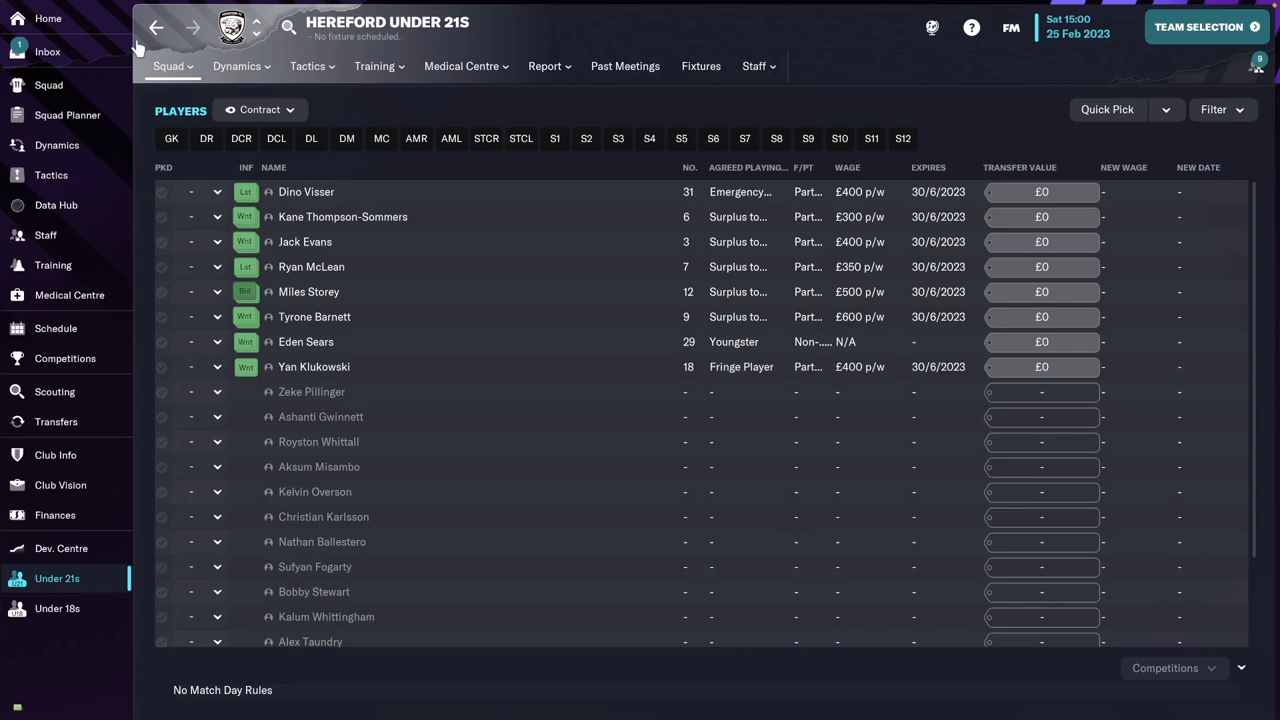 Home
HEREFORD UNDER 21S
- No fixture scheduled.
FM
Sat 15:00
25 Feb 2023
TEAM SELECTION
1
Inbox
Squad
Dynamics
Tactics
Training
Medical Centre
Report
Past Meetings
Fixtures
Staff
9
Squad
Squad Planner
Dynamics
Tactics
Data Hub
Staff
Training
Medical Centre
Schedule
Competitions
Scouting
Transfers
Club Info
Club Vision
Finances
Dev. Centre
Under 21s
Under 18s
PLAYERS
Contract
Quick Pick
Filter
GK DR DCR DCL DL DM MC AMR AML STCR STCL S1 S2 S3 S4 S5 S6 S7 S8 S9 S10 S11 S12
PKD INF NAME NO. AGREED PLAYING... F/PT WAGE EXPIRES TRANSFER VALUE NEW WAGE NEW DATE
- Lst Dino Visser 31 Emergency... Part... £400 p/w 30/6/2023 £0 - -
- Wnt Kane Thompson-Sommers 6 Surplus to... Part... £300 p/w 30/6/2023 £0 - -
- Wnt Jack Evans 3 Surplus to... Part... £400 p/w 30/6/2023 £0 - -
- Lst Ryan McLean 7 Surplus to... Part... £350 p/w 30/6/2023 £0 - -
- Bid Miles Storey 12 Surplus to... Part... £500 p/w 30/6/2023 £0 - -
- Wnt Tyrone Barnett 9 Surplus to... Part... £600 p/w 30/6/2023 £0 - -
- Wnt Eden Sears 29 Youngster Non-..... N/A - £0 - -
- Wnt Yan Klukowski 18 Fringe Player Part... £400 p/w 30/6/2023 £0 - -
- Zeke Pillinger - - - - - - - -
- Ashanti Gwinnett - - - - - - - -
- Royston Whittall - - - - - - - -
- Aksum Misambo - - - - - - - -
- Kelvin Overson - - - - - - - -
- Christian Karlsson - - - - - - - -
- Nathan Ballestero - - - - - - - -
- Sufyan Fogarty - - - - - - - -
- Bobby Stewart - - - - - - - -
- Kalum Whittingham - - - - - - - -
- Alex Taundry - - - - - - - -
Competitions
No Match Day Rules